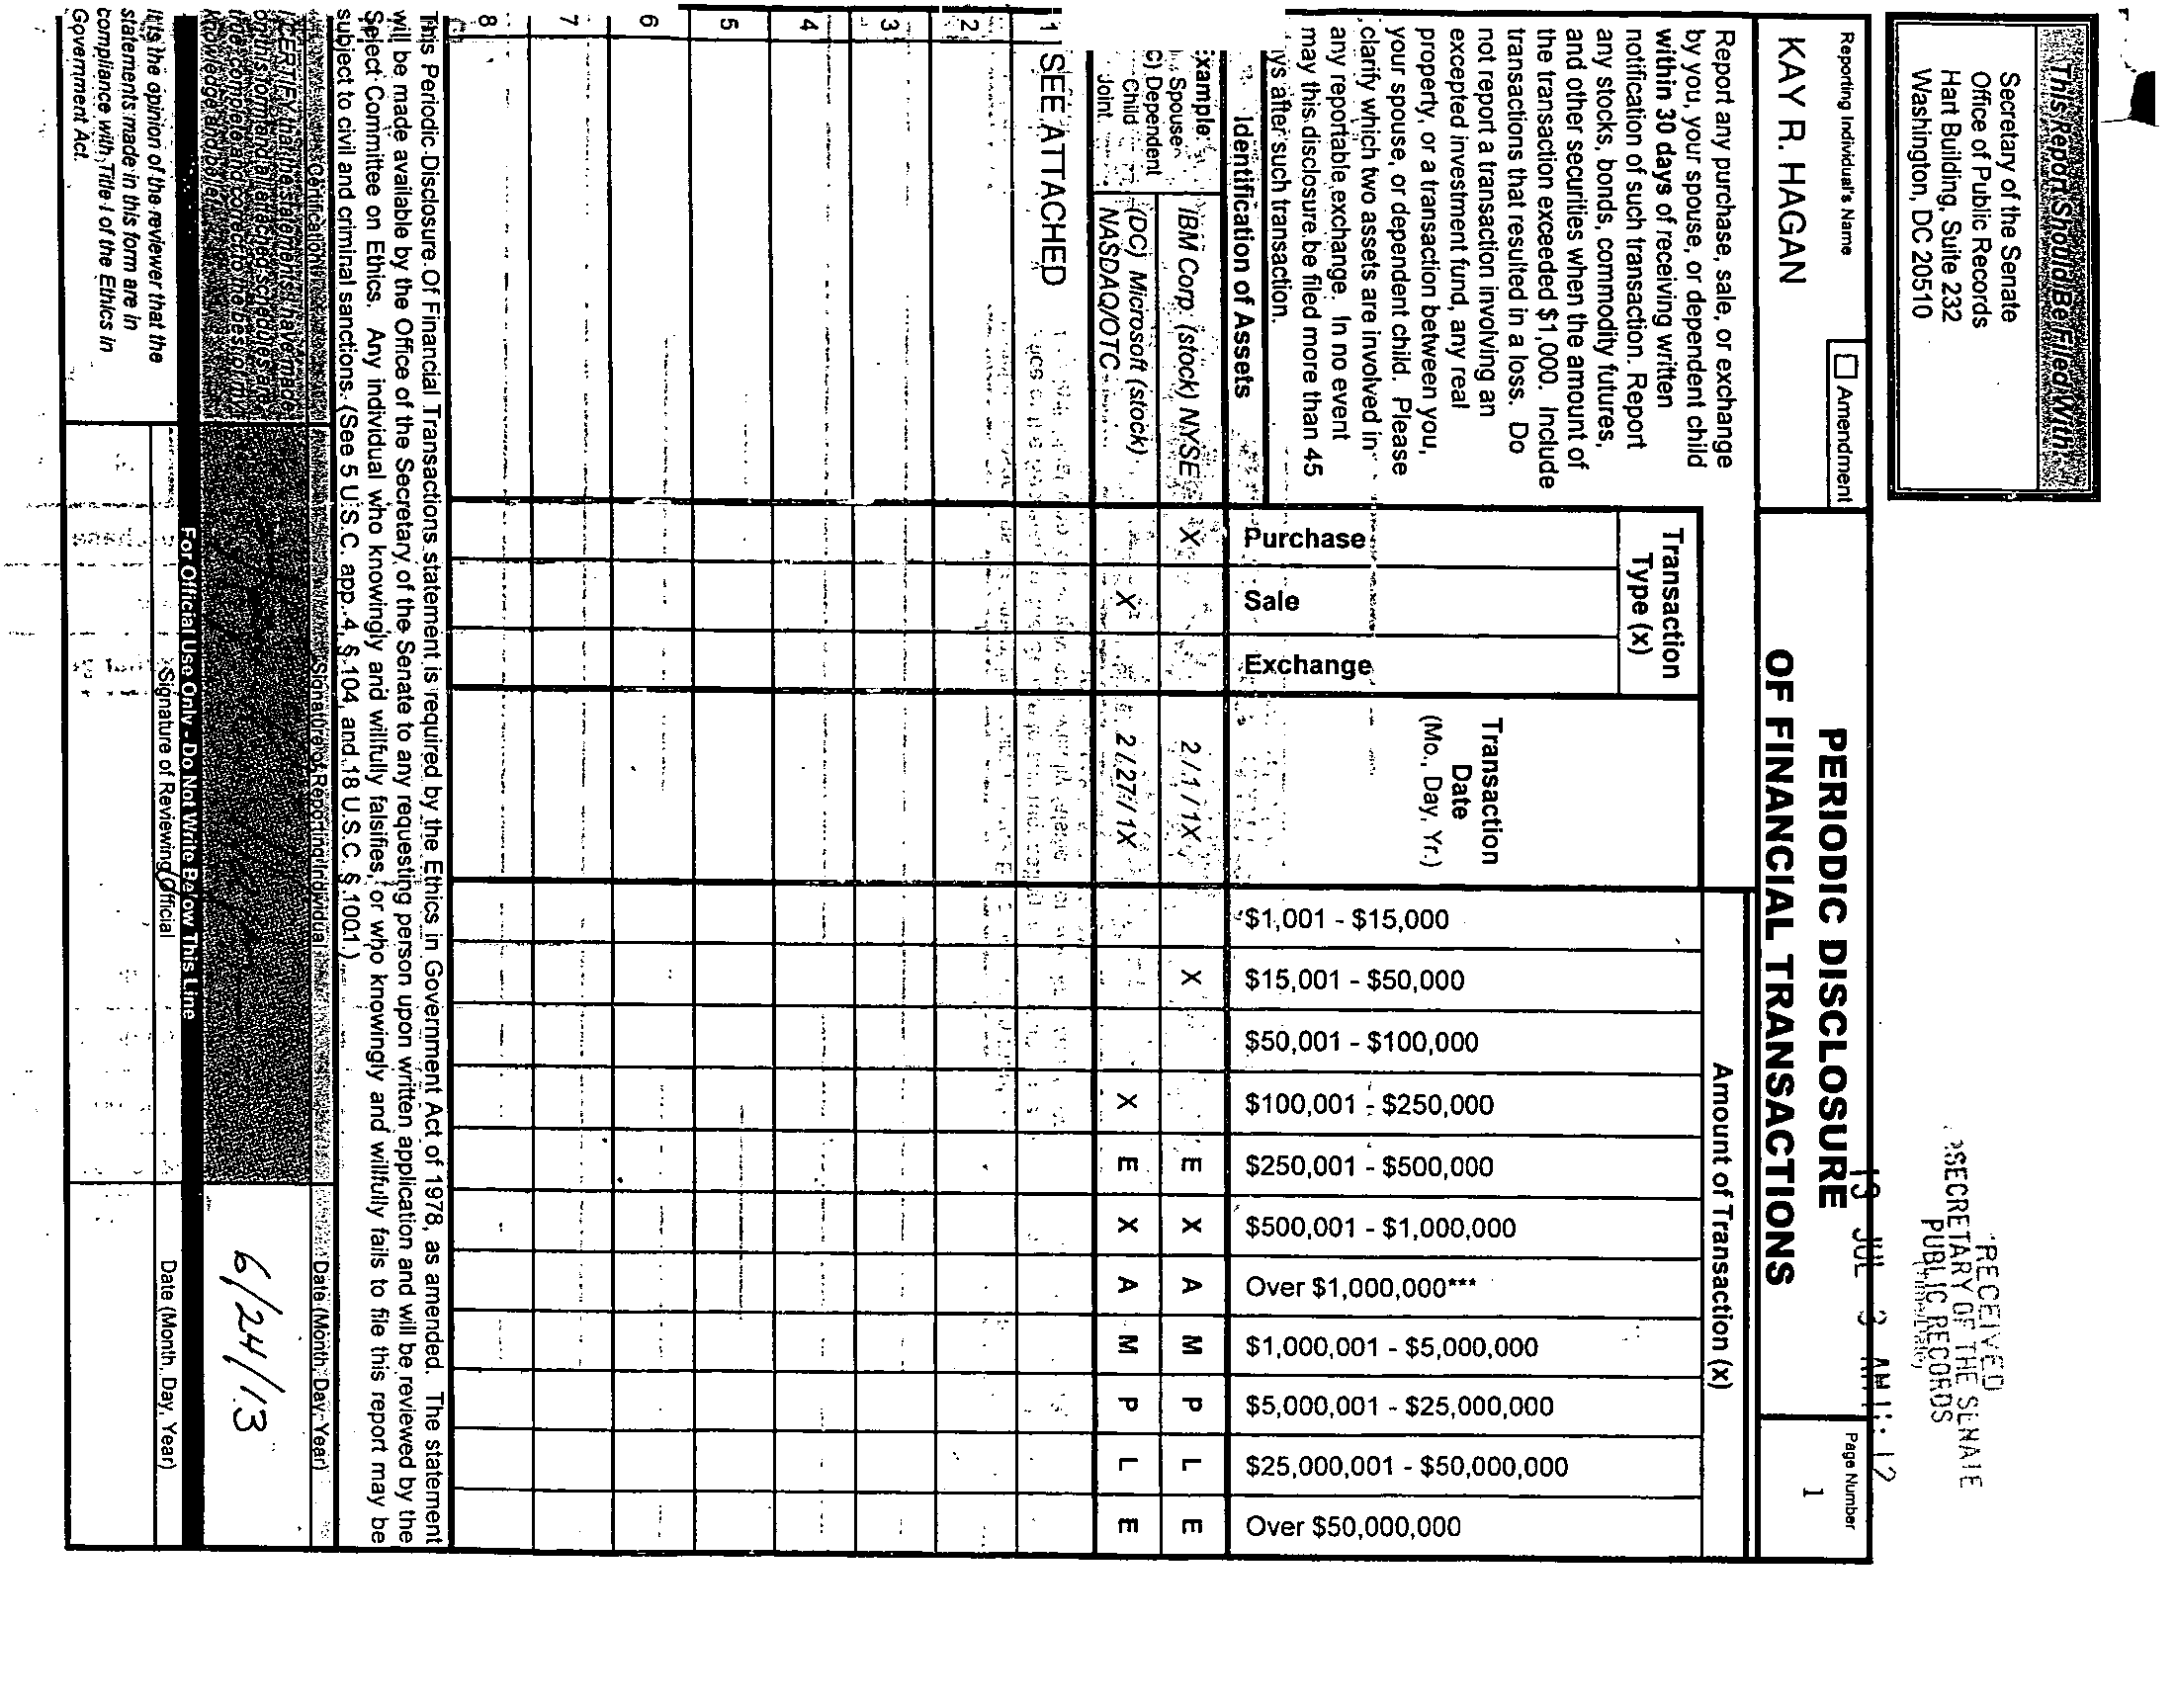 This Report Should Be Filed With:
Secretary of the Senate
Office of Public Records
Hart Building, Suite 232
Washington, DC 20510
RECEIVED
SECRETARY OF THE SENATE
PUBLIC RECORDS
13 JUL 3 AM 11:12
Reporting Individual's Name
Amendment
KAY R. HAGAN
PERIODIC DISCLOSURE
OF FINANCIAL TRANSACTIONS
Page Number
1
Report any purchase, sale, or exchange
by you, your spouse, or dependent child
within 30 days of receiving written
notification of such transaction. Report
any stocks, bonds, commodity futures,
and other securities when the amount of
the transaction exceeded $1,000. Include
transactions that resulted in a loss. Do
not report a transaction involving an
excepted investment fund, any real
property, or a transaction between you,
your spouse, or dependent child. Please
clarify which two assets are involved in
any reportable exchange. In no event
may this disclosure be filed more than 45
ys after such transaction.
Identification of Assets
Transaction
Type (x)
Purchase
Sale
Exchange
Transaction
Date
(Mo., Day, Yr.)
Amount of Transaction (x)
$1,001 - $15,000
$15,001 - $50,000
$50,001 - $100,000
$100,001 - $250,000
$250,001 - $500,000
$500,001 - $1,000,000
Over $1,000,000***
$1,000,001 - $5,000,000
$5,000,001 - $25,000,000
$25,000,001 - $50,000,000
Over $50,000,000
xample:
Spouse
C) Dependent
Child
Joint
IBM Corp. (stock) NYSE X 2/1/1X X E X A M P L E
(DC) Microsoft (stock)
NASDAQ/OTC X 2/27/1X X E X A M P L E
1 SEE ATTACHED
2
3
4
5
6
7
8
This Periodic Disclosure Of Financial Transactions statement is required by the Ethics in Government Act of 1978, as amended. The statement
will be made available by the Office of the Secretary of the Senate to any requesting person upon written application and will be reviewed by the
Select Committee on Ethics. Any individual who knowingly and willfully falsifies, or who knowingly and willfully fails to file this report may be
subject to civil and criminal sanctions. (See 5 U.S.C. app. 4, § 104, and 18 U.S.C. § 1001.)
Certification
Signature of Reporting Individual
Date (Month, Day, Year)
I CERTIFY that the statements I have made
on this form and all attached schedules are
true, complete and correct to the best of my
knowledge and belief.
6/24/13
For Official Use Only - Do Not Write Below This Line
It is the opinion of the reviewer that the
statements made in this form are in
compliance with Title I of the Ethics in
Government Act.
Signature of Reviewing Official
Date (Month, Day, Year)